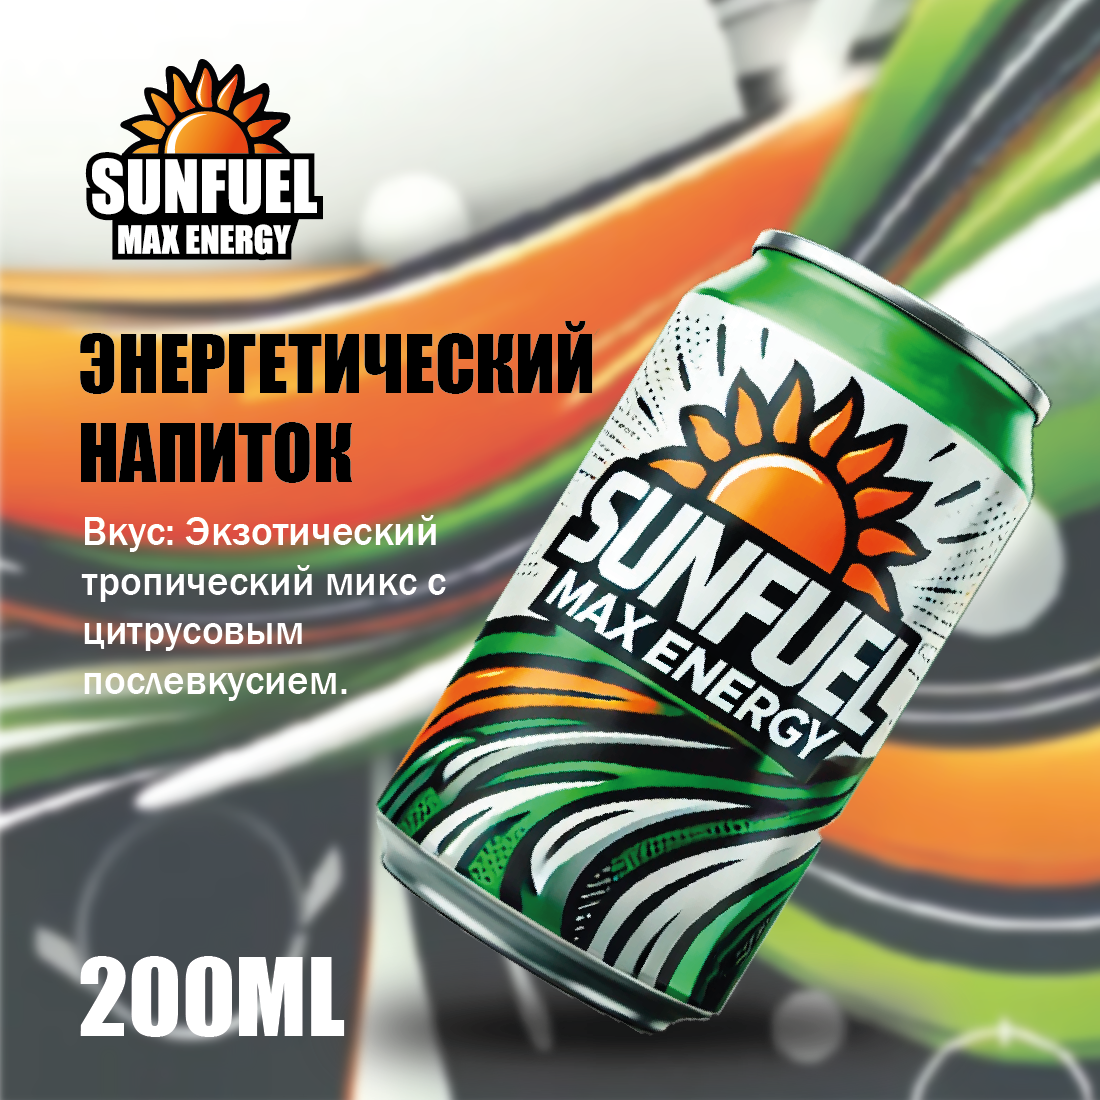 SUNFUEL
MAX ENERGY
ЭНЕРГЕТИЧЕСКИЙ
НАПИТОК
Вкус: Экзотический
тропический микс с
цитрусовым
послевкусием.
200ML
SUNFUEL
MAX ENERGY